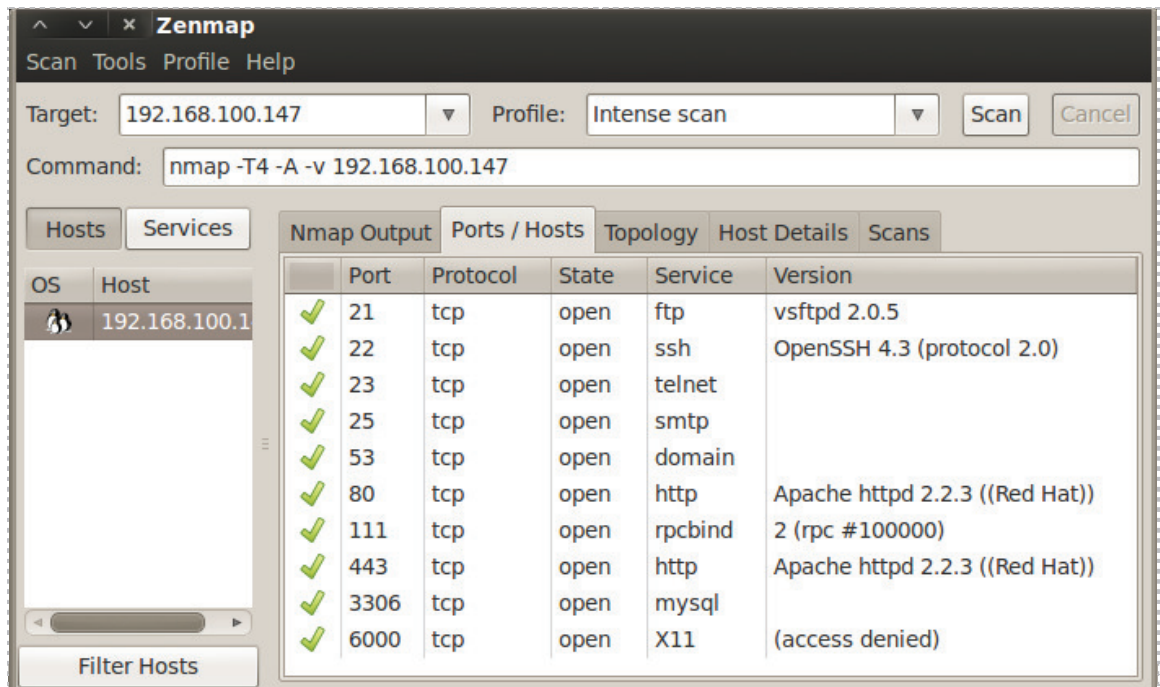 Zenmap
Scan Tools Profile Help
Target: 192.168.100.147 Profile: Intense scan Scan Cancel
Command: nmap -T4 -A -v 192.168.100.147
Hosts Services
Nmap Output Ports / Hosts Topology Host Details Scans
OS Host
192.168.100.1
Port Protocol State Service Version
21 tcp open ftp vsftpd 2.0.5
22 tcp open ssh OpenSSH 4.3 (protocol 2.0)
23 tcp open telnet
25 tcp open smtp
53 tcp open domain
80 tcp open http Apache httpd 2.2.3 ((Red Hat))
111 tcp open rpcbind 2 (rpc #100000)
443 tcp open http Apache httpd 2.2.3 ((Red Hat))
3306 tcp open mysql
6000 tcp open X11 (access denied)
Filter Hosts